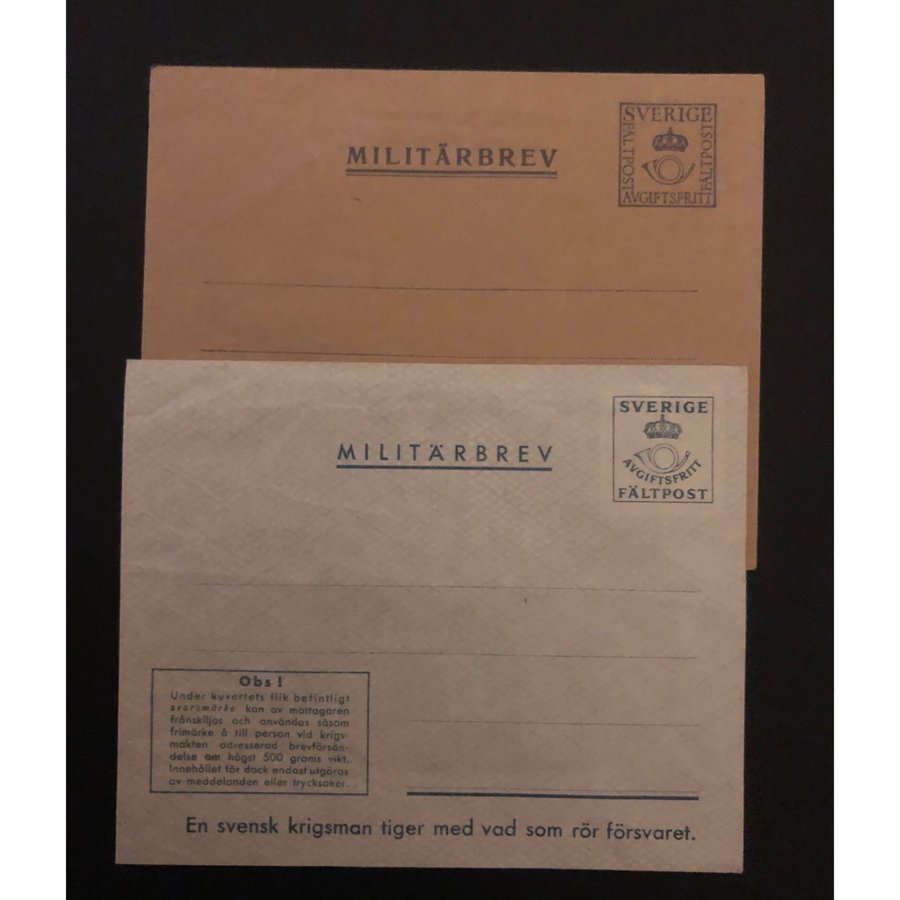 MILITÄRBREV
SVERIGE
FÄLTPOST
FÄLTPOST
AVGIFTSFRITT
MILITÄRBREV
SVERIGE
AVGIFTSFRITT
FÄLTPOST
Obs !
Under kuvertets flik befintligt
svarsmärke kan av mottagaren
frånskiljas och användas såsom
frimärke å till person vid krigs-
makten adresserad brevförsän-
delse om högst 500 grams vikt.
Innehållet får dock endast utgöras
av meddelanden eller trycksaker.
En svensk krigsman tiger med vad som rör försvaret.